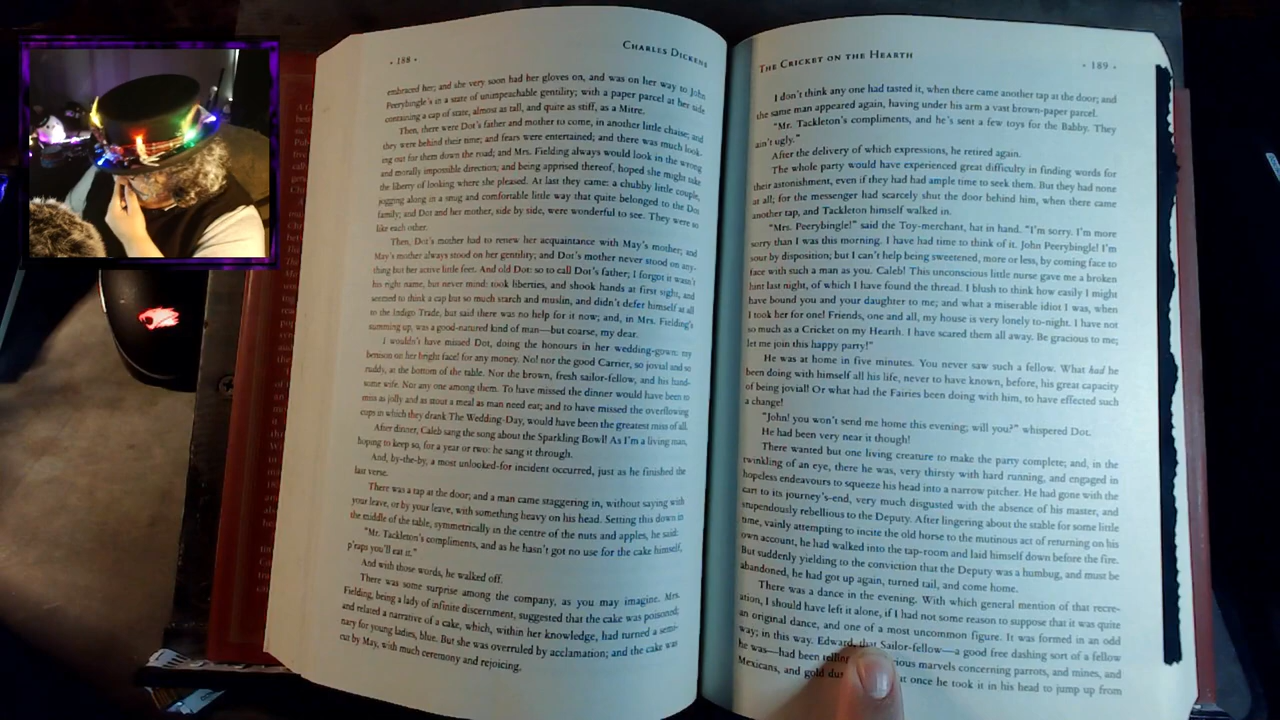 · 188 ·
CHARLES DICKENS
embraced her; and she very soon had her gloves on, and was on her way to John
Peerybingle's in a state of unimpeachable gentility; with a paper parcel at her side
containing a cap of state, almost as tall, and quite as stiff, as a Mitre.
Then, there were Dot's father and mother to come, in another little chaise; and
they were behind their time; and fears were entertained; and there was much look-
ing out for them down the road; and Mrs. Fielding always would look in the wrong
and morally impossible direction; and being apprised thereof, hoped she might take
the liberty of looking where she pleased. At last they came: a chubby little couple,
jogging along in a snug and comfortable little way that quite belonged to the Dot
family; and Dot and her mother, side by side, were wonderful to see. They were so
like each other.
Then, Dot's mother had to renew her acquaintance with May's mother; and
May's mother always stood on her gentility; and Dot's mother never stood on any-
thing but her active little feet. And old Dot: so to call Dot's father; I forgot it wasn't
his right name, but never mind: took liberties, and shook hands at first sight, and
seemed to think a cap but so much starch and muslin, and didn't defer himself at all
to the Indigo Trade, but said there was no help for it now; and, in Mrs. Fielding's
summing up, was a good-natured kind of man—but coarse, my dear.
I wouldn't have missed Dot, doing the honours in her wedding-gown: my
benison on her bright face! for any money. No! nor the good Carrier, so jovial and so
ruddy, at the bottom of the table. Nor the brown, fresh sailor-fellow, and his hand-
some wife. Nor any one among them. To have missed the dinner would have been to
miss as jolly and as stout a meal as man need eat; and to have missed the overflowing
cups in which they drank The Wedding-Day, would have been the greatest miss of all.
After dinner, Caleb sang the song about the Sparkling Bowl! As I'm a living man,
hoping to keep so, for a year or two: he sang it through.
And, by-the-by, a most unlooked-for incident occurred, just as he finished the
last verse.
There was a tap at the door; and a man came staggering in, without saying with
your leave, or by your leave, with something heavy on his head. Setting this down in
the middle of the table, symmetrically in the centre of the nuts and apples, he said:
"Mr. Tackleton's compliments, and as he hasn't got no use for the cake himself,
p'raps you'll eat it."
And with those words, he walked off.
There was some surprise among the company, as you may imagine. Mrs.
Fielding, being a lady of infinite discernment, suggested that the cake was poisoned;
and related a narrative of a cake, which, within her knowledge, had turned a semi-
nary for young ladies, blue. But she was overruled by acclamation; and the cake was
cut by May, with much ceremony and rejoicing.
THE CRICKET ON THE HEARTH
· 189 ·
I don't think any one had tasted it, when there came another tap at the door; and
the same man appeared again, having under his arm a vast brown-paper parcel.
"Mr. Tackleton's compliments, and he's sent a few toys for the Babby. They
ain't ugly."
After the delivery of which expressions, he retired again.
The whole party would have experienced great difficulty in finding words for
their astonishment, even if they had had ample time to seek them. But they had none
at all; for the messenger had scarcely shut the door behind him, when there came
another tap, and Tackleton himself walked in.
"Mrs. Peerybingle!" said the Toy-merchant, hat in hand. "I'm sorry. I'm more
sorry than I was this morning. I have had time to think of it. John Peerybingle! I'm
sour by disposition; but I can't help being sweetened, more or less, by coming face to
face with such a man as you. Caleb! This unconscious little nurse gave me a broken
hint last night, of which I have found the thread. I blush to think how easily I might
have bound you and your daughter to me; and what a miserable idiot I was, when
I took her for one! Friends, one and all, my house is very lonely to-night. I have not
so much as a Cricket on my Hearth. I have scared them all away. Be gracious to me;
let me join this happy party!"
He was at home in five minutes. You never saw such a fellow. What had he
been doing with himself all his life, never to have known, before, his great capacity
of being jovial! Or what had the Fairies been doing with him, to have effected such
a change!
"John! you won't send me home this evening; will you?" whispered Dot.
He had been very near it though!
There wanted but one living creature to make the party complete; and, in the
twinkling of an eye, there he was, very thirsty with hard running, and engaged in
hopeless endeavours to squeeze his head into a narrow pitcher. He had gone with the
cart to its journey's-end, very much disgusted with the absence of his master, and
stupendously rebellious to the Deputy. After lingering about the stable for some little
time, vainly attempting to incite the old horse to the mutinous act of returning on his
own account, he had walked into the tap-room and laid himself down before the fire.
But suddenly yielding to the conviction that the Deputy was a humbug, and must be
abandoned, he had got up again, turned tail, and come home.
There was a dance in the evening. With which general mention of that recre-
ation, I should have left it alone, if I had not some reason to suppose that it was quite
an original dance, and one of a most uncommon figure. It was formed in an odd
way; in this way. Edward, that Sailor-fellow—a good free dashing sort of a fellow
he was—had been telling ious marvels concerning parrots, and mines, and
Mexicans, and gold dus t once he took it in his head to jump up from